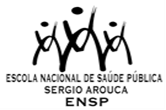 ESCOLA NACIONAL DE SAÚDE PÚBLICA
SERGIO AROUCA
ENSP